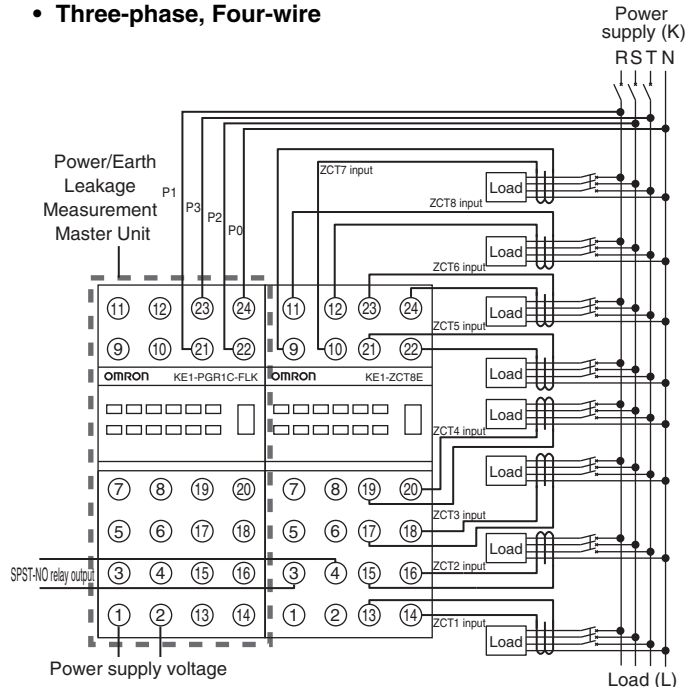 • Three-phase, Four-wire
Power
supply (K)
R S T N
Power/Earth
Leakage
Measurement
Master Unit
P1
P3
P2
P0
ZCT7 input
ZCT8 input
ZCT6 input
ZCT5 input
ZCT4 input
ZCT3 input
ZCT2 input
ZCT1 input
Load
Load
Load
Load
Load
Load
Load
Load
11 12 23 24 11 12 23 24
9 10 21 22 9 10 21 22
OMRON KE1-PGR1C-FLK OMRON KE1-ZCT8E
7 8 19 20 7 8 19 20
5 6 17 18 5 6 17 18
SPST-NO relay output
3 4 15 16 3 4 15 16
1 2 13 14 1 2 13 14
Power supply voltage
Load (L)